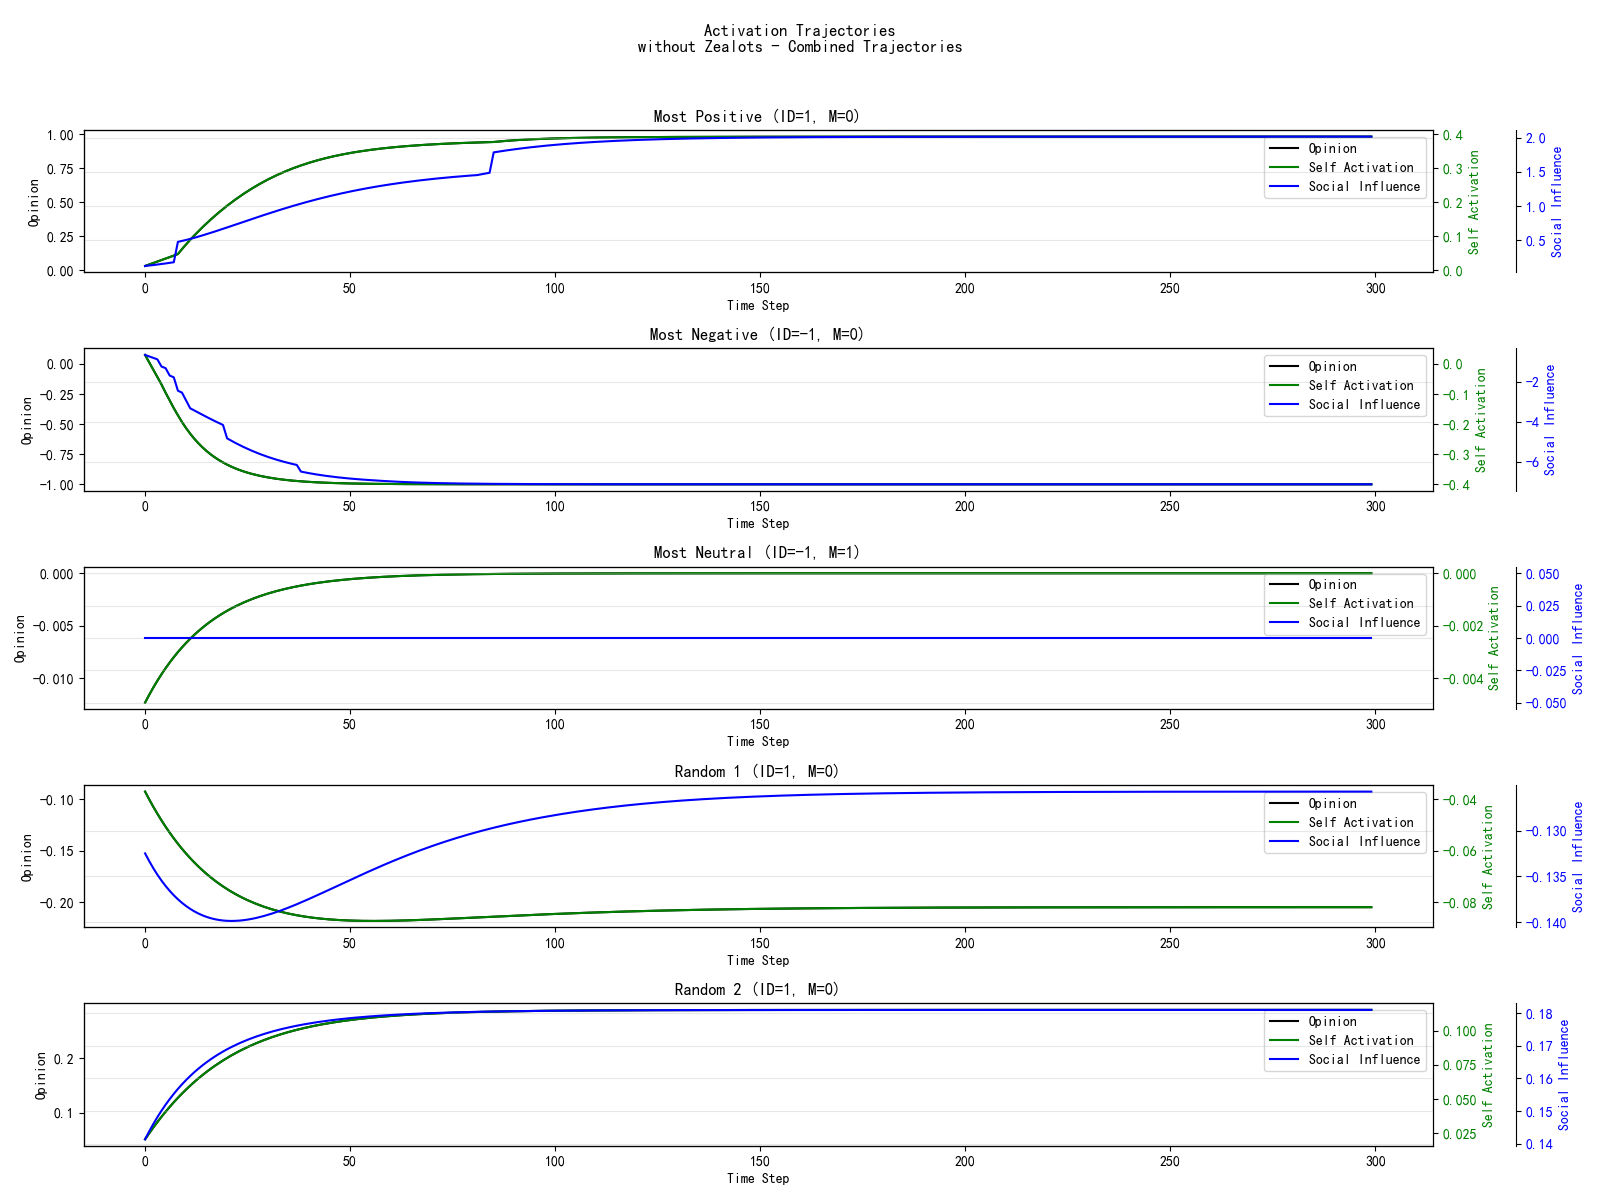 Activation Trajectories
without Zealots - Combined Trajectories
Most Positive (ID=1, M=0)
Opinion
1.00
0.75
0.50
0.25
0.00
Opinion
Self Activation
Social Influence
0.4
0.3
0.2
0.1
0.0
Self Activation
2.0
1.5
1.0
0.5
Social Influence
0 50 100 150 200 250 300
Time Step
Most Negative (ID=-1, M=0)
Opinion
0.00
-0.25
-0.50
-0.75
-1.00
Opinion
Self Activation
Social Influence
0.0
-0.1
-0.2
-0.3
-0.4
Self Activation
-2
-4
-6
Social Influence
0 50 100 150 200 250 300
Time Step
Most Neutral (ID=-1, M=1)
Opinion
0.000
-0.005
-0.010
Opinion
Self Activation
Social Influence
0.000
-0.002
-0.004
Self Activation
0.050
0.025
0.000
-0.025
-0.050
Social Influence
0 50 100 150 200 250 300
Time Step
Random 1 (ID=1, M=0)
Opinion
-0.10
-0.15
-0.20
Opinion
Self Activation
Social Influence
-0.04
-0.06
-0.08
Self Activation
-0.130
-0.135
-0.140
Social Influence
0 50 100 150 200 250 300
Time Step
Random 2 (ID=1, M=0)
Opinion
0.2
0.1
Opinion
Self Activation
Social Influence
0.100
0.075
0.050
0.025
Self Activation
0.18
0.17
0.16
0.15
0.14
Social Influence
0 50 100 150 200 250 300
Time Step